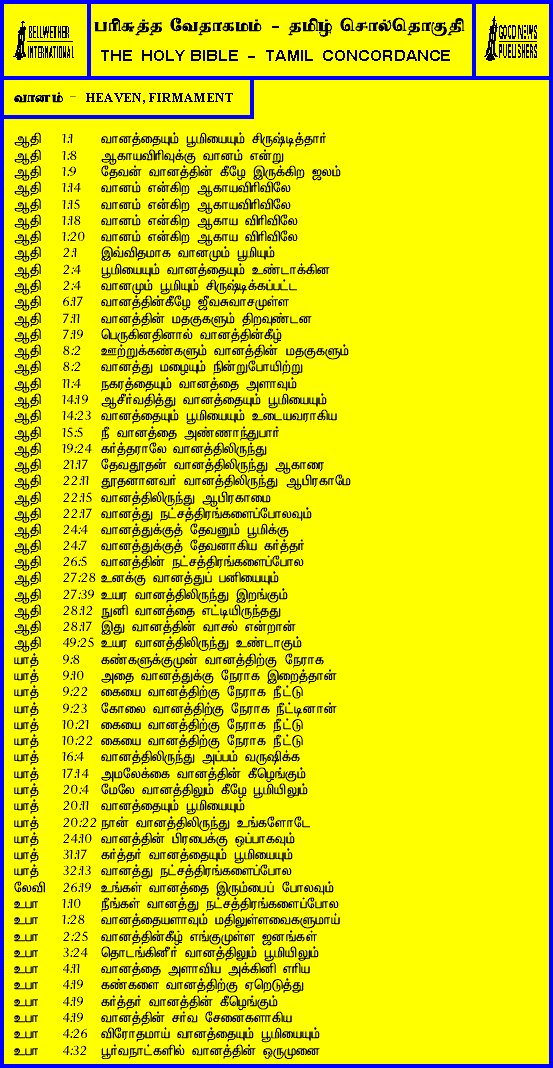 BELLWETHER INTERNATIONAL
பரிசுத்த வேதாகமம் - தமிழ் சொல்தொகுதி
THE HOLY BIBLE - TAMIL CONCORDANCE
GOOD NEWS PUBLISHERS
வானம் - HEAVEN, FIRMAMENT
ஆதி 1:1 வானத்தையும் பூமியையும் சிருஷ்டித்தார்
ஆதி 1:8 ஆகாயவிரிவுக்கு வானம் என்று
ஆதி 1:9 தேவன் வானத்தின் கீழே இருக்கிற ஜலம்
ஆதி 1:14 வானம் என்கிற ஆகாயவிரிவிலே
ஆதி 1:15 வானம் என்கிற ஆகாயவிரிவிலே
ஆதி 1:18 வானம் என்கிற ஆகாய விரிவிலே
ஆதி 1:20 வானம் என்கிற ஆகாய விரிவிலே
ஆதி 2:1 இவ்விதமாக வானமும் பூமியும்
ஆதி 2:4 பூமியையும் வானத்தையும் உண்டாக்கின
ஆதி 2:4 வானமும் பூமியும் சிருஷ்டிக்கப்பட்ட
ஆதி 6:17 வானத்தின்கீழே ஜீவசுவாசமுள்ள
ஆதி 7:11 வானத்தின் மதகுகளும் திறவுண்டன
ஆதி 7:19 பெருகினதினால் வானத்தின்கீழ்
ஆதி 8:2 ஊற்றுக்கண்களும் வானத்தின் மதகுகளும்
ஆதி 8:2 வானத்து மழையும் நின்றுபோயிற்று
ஆதி 11:4 நகரத்தையும் வானத்தை அளாவும்
ஆதி 14:19 ஆசீர்வதித்து வானத்தையும் பூமியையும்
ஆதி 14:23 வானத்தையும் பூமியையும் உடையவராகிய
ஆதி 15:5 நீ வானத்தை அண்ணாந்துபார்
ஆதி 19:24 கர்த்தராலே வானத்திலிருந்து
ஆதி 21:17 தேவதூதன் வானத்திலிருந்து ஆகாரை
ஆதி 22:11 தூதனானவர் வானத்திலிருந்து ஆபிரகாமே
ஆதி 22:15 வானத்திலிருந்து ஆபிரகாமை
ஆதி 22:17 வானத்து நட்சத்திரங்களைப்போலவும்
ஆதி 24:4 வானத்துக்குத் தேவனும் பூமிக்கு
ஆதி 24:7 வானத்துக்குத் தேவனாகிய கர்த்தர்
ஆதி 26:5 வானத்தின் நட்சத்திரங்களைப்போல
ஆதி 27:28 உனக்கு வானத்துப் பனியையும்
ஆதி 27:39 உயர வானத்திலிருந்து இறங்கும்
ஆதி 28:12 நுனி வானத்தை எட்டியிருந்தது
ஆதி 28:17 இது வானத்தின் வாசல் என்றான்
ஆதி 49:25 உயர வானத்திலிருந்து உண்டாகும்
யாத் 9:8 கண்களுக்குமுன் வானத்திற்கு நேராக
யாத் 9:10 அதை வானத்துக்கு நேராக இறைத்தான்
யாத் 9:22 கையை வானத்திற்கு நேராக நீட்டு
யாத் 9:23 கோலை வானத்திற்கு நேராக நீட்டினான்
யாத் 10:21 கையை வானத்திற்கு நேராக நீட்டு
யாத் 10:22 கையை வானத்திற்கு நேராக நீட்டு
யாத் 16:4 வானத்திலிருந்து அப்பம் வருஷிக்க
யாத் 17:14 அமலேக்கை வானத்தின் கீழெங்கும்
யாத் 20:4 மேலே வானத்திலும் கீழே பூமியிலும்
யாத் 20:11 வானத்தையும் பூமியையும்
யாத் 20:22 நான் வானத்திலிருந்து உங்களோடே
யாத் 24:10 வானத்தின் பிரபைக்கு ஒப்பாகவும்
யாத் 31:17 கர்த்தர் வானத்தையும் பூமியையும்
யாத் 32:13 வானத்து நட்சத்திரங்களைப்போல
லேவி 26:19 உங்கள் வானத்தை இரும்பைப் போலவும்
உபா 1:10 நீங்கள் வானத்து நட்சத்திரங்களைப்போல
உபா 1:28 வானத்தையளாவும் மதிலுள்ளவைகளுமாய்
உபா 2:25 வானத்தின்கீழ் எங்குமுள்ள ஜனங்கள்
உபா 3:24 தொடங்கினீர் வானத்திலும் பூமியிலும்
உபா 4:11 வானத்தை அளாவிய அக்கினி எரிய
உபா 4:19 கண்களை வானத்திற்கு ஏறெடுத்து
உபா 4:19 கர்த்தர் வானத்தின் கீழெங்கும்
உபா 4:19 வானத்தின் சர்வ சேனைகளாகிய
உபா 4:26 விரோதமாய் வானத்தையும் பூமியையும்
உபா 4:32 பூர்வநாட்களில் வானத்தின் ஒருமுனை